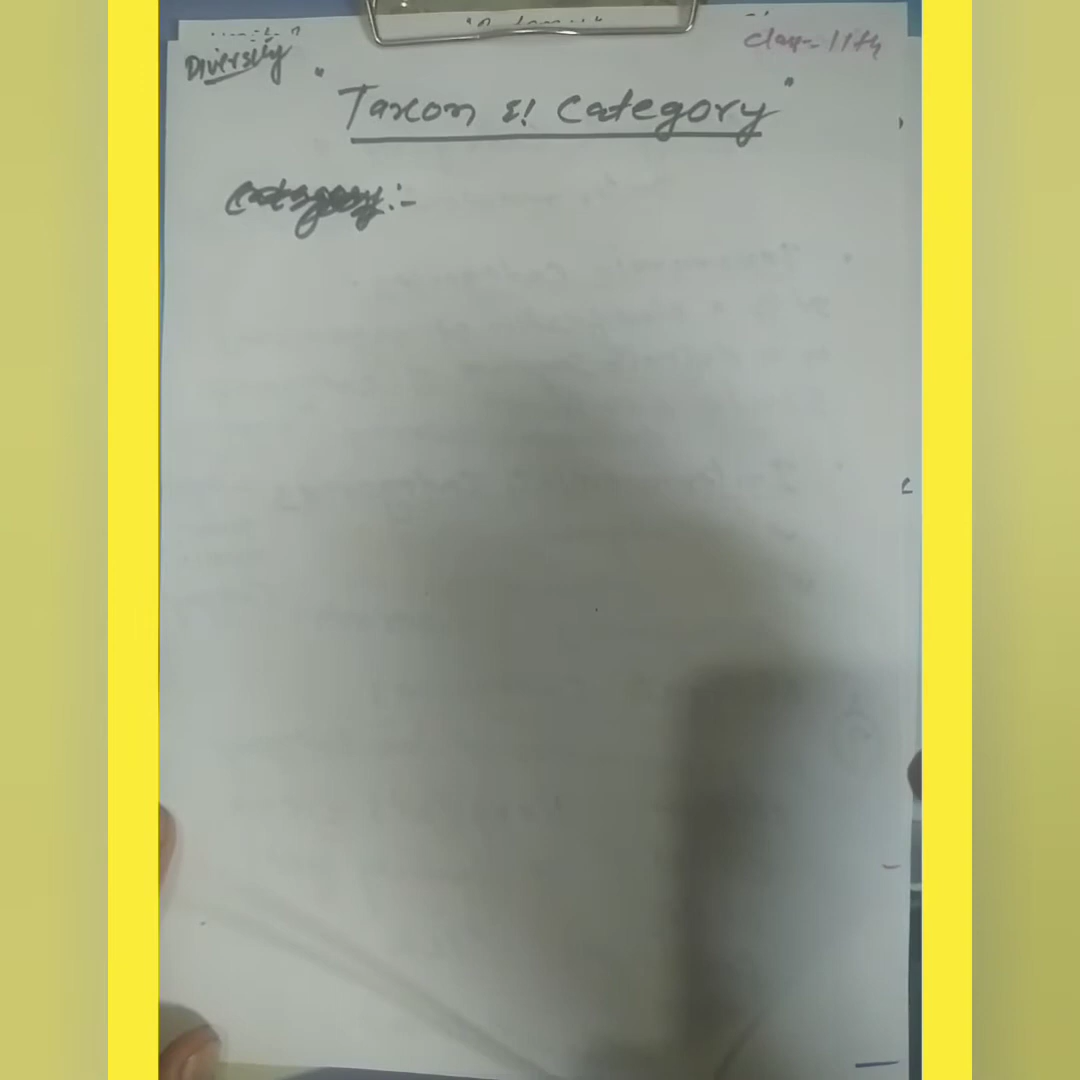 Diversity
class- 11th
"Taxon &! Category"
Category:-